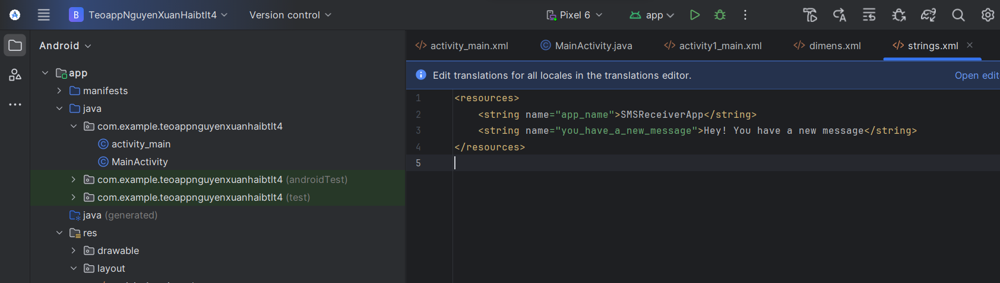 B TeoappNguyenXuanHaibtlt4 Version control Pixel 6 app
Android
app
manifests
java
com.example.teoappnguyenxuanhaibtlt4
activity_main
MainActivity
com.example.teoappnguyenxuanhaibtlt4 (androidTest)
com.example.teoappnguyenxuanhaibtlt4 (test)
java (generated)
res
drawable
layout
activity_main.xml MainActivity.java activity1_main.xml dimens.xml strings.xml
Edit translations for all locales in the translations editor. Open edit
1 <resources>
2 <string name="app_name">SMSReceiverApp</string>
3 <string name="you_have_a_new_message">Hey! You have a new message</string>
4 </resources>
5